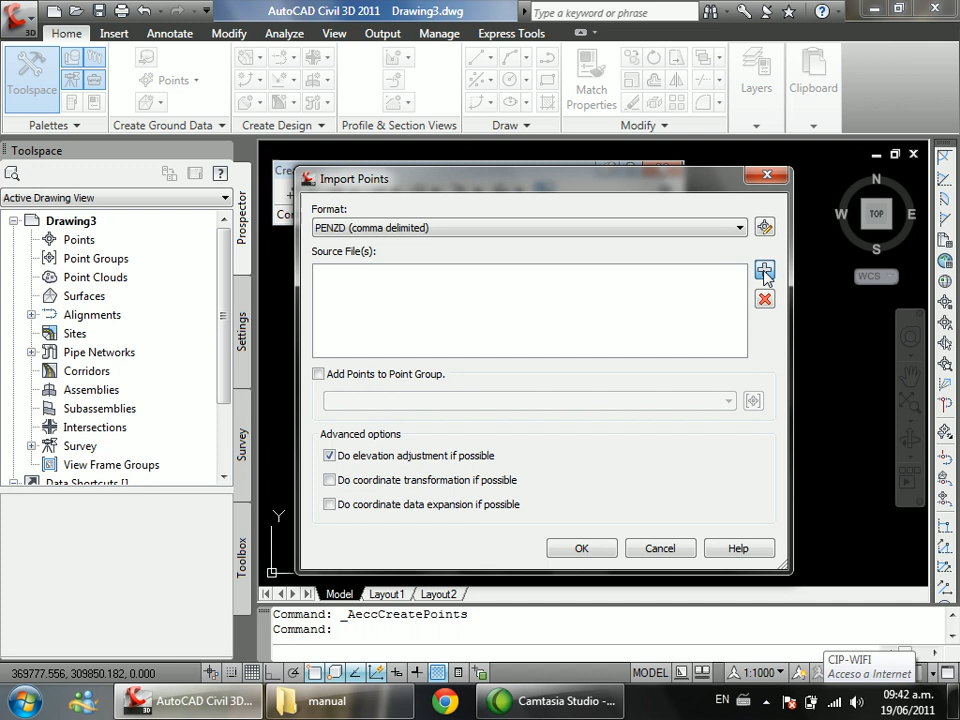 AutoCAD Civil 3D 2011 Drawing3.dwg
Type a keyword or phrase
3D
Home Insert Annotate Modify Analyze View Output Manage Express Tools
Toolspace
Points
Match Properties
Layers
Clipboard
Palettes Create Ground Data Create Design Profile & Section Views Draw Modify
Toolspace
Active Drawing View
Drawing3
Points
Point Groups
Point Clouds
Surfaces
Alignments
Sites
Pipe Networks
Corridors
Assemblies
Subassemblies
Intersections
Survey
View Frame Groups
Data Shortcuts []
Prospector
Settings
Survey
Toolbox
Import Points
Format:
PENZD (comma delimited)
Source File(s):
Add Points to Point Group.
Advanced options
Do elevation adjustment if possible
Do coordinate transformation if possible
Do coordinate data expansion if possible
OK Cancel Help
N
W TOP E
S
WCS
Y
Model Layout1 Layout2
Command: _AeccCreatePoints
Command:
369777.556, 309850.182, 0.000
MODEL
1:1000
CIP-WIFI
Acceso a Internet
AutoCAD Civil 3D...
manual
Camtasia Studio -...
EN
09:42 a.m.
19/06/2011